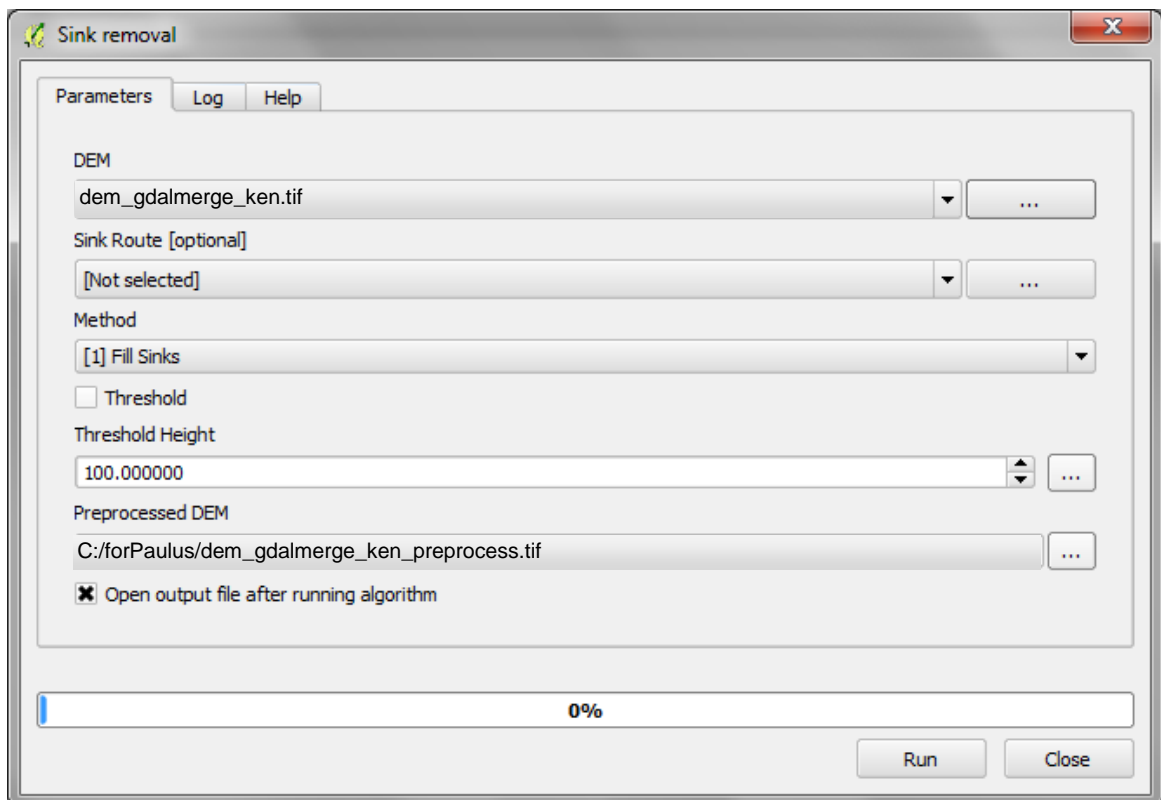 Sink removal
Parameters Log Help
DEM
dem_gdalmerge_ken.tif ...
Sink Route [optional]
[Not selected] ...
Method
[1] Fill Sinks
Threshold
Threshold Height
100.000000 ...
Preprocessed DEM
C:/forPaulus/dem_gdalmerge_ken_preprocess.tif ...
Open output file after running algorithm
0%
Run Close